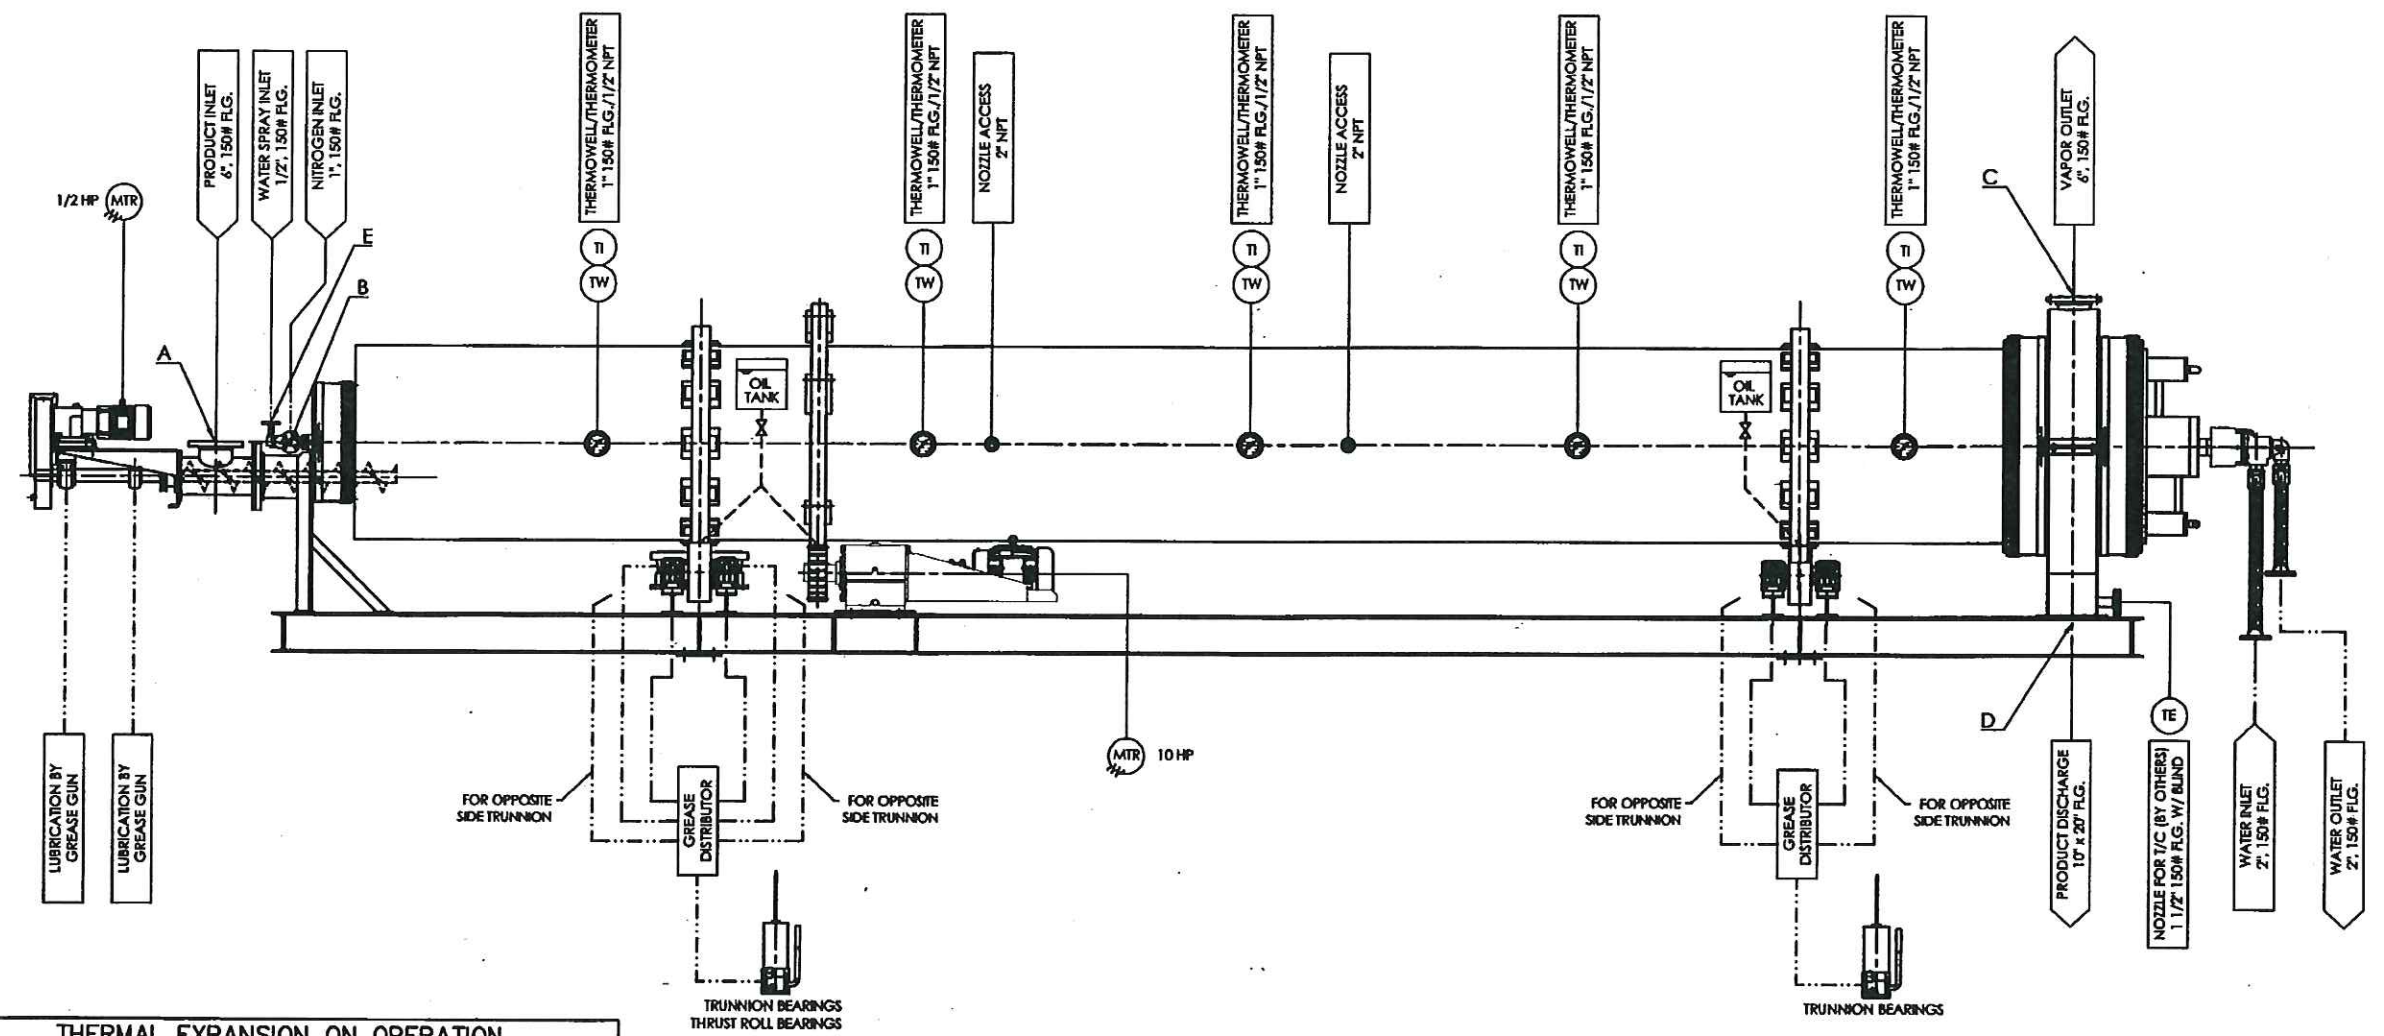 PRODUCT INLET
6", 150# FLG.
WATER SPRAY INLET
1/2", 150# FLG.
NITROGEN INLET
1", 150# FLG.
THERMOWELL/THERMOMETER
1" 150# FLG./1/2" NPT
THERMOWELL/THERMOMETER
1" 150# FLG./1/2" NPT
NOZZLE ACCESS
2" NPT
THERMOWELL/THERMOMETER
1" 150# FLG./1/2" NPT
NOZZLE ACCESS
2" NPT
THERMOWELL/THERMOMETER
1" 150# FLG./1/2" NPT
THERMOWELL/THERMOMETER
1" 150# FLG./1/2" NPT
VAPOR OUTLET
6", 150# FLG.
1/2 HP
MTR
TI
TW
TI
TW
TI
TW
TI
TW
TI
TW
E
B
A
C
OIL
TANK
OIL
TANK
LUBRICATION BY
GREASE GUN
LUBRICATION BY
GREASE GUN
FOR OPPOSITE
SIDE TRUNNION
GREASE
DISTRIBUTOR
FOR OPPOSITE
SIDE TRUNNION
MTR
10 HP
FOR OPPOSITE
SIDE TRUNNION
GREASE
DISTRIBUTOR
FOR OPPOSITE
SIDE TRUNNION
D
TE
PRODUCT DISCHARGE
10" x 20" FLG.
NOZZLE FOR T/C (BY OTHERS)
1 1/2" 150# FLG. W/ BLIND
WATER INLET
2", 150# FLG.
WATER OUTLET
2", 150# FLG.
TRUNNION BEARINGS
THRUST ROLL BEARINGS
TRUNNION BEARINGS
THERMAL EXPANSION ON OPERATION